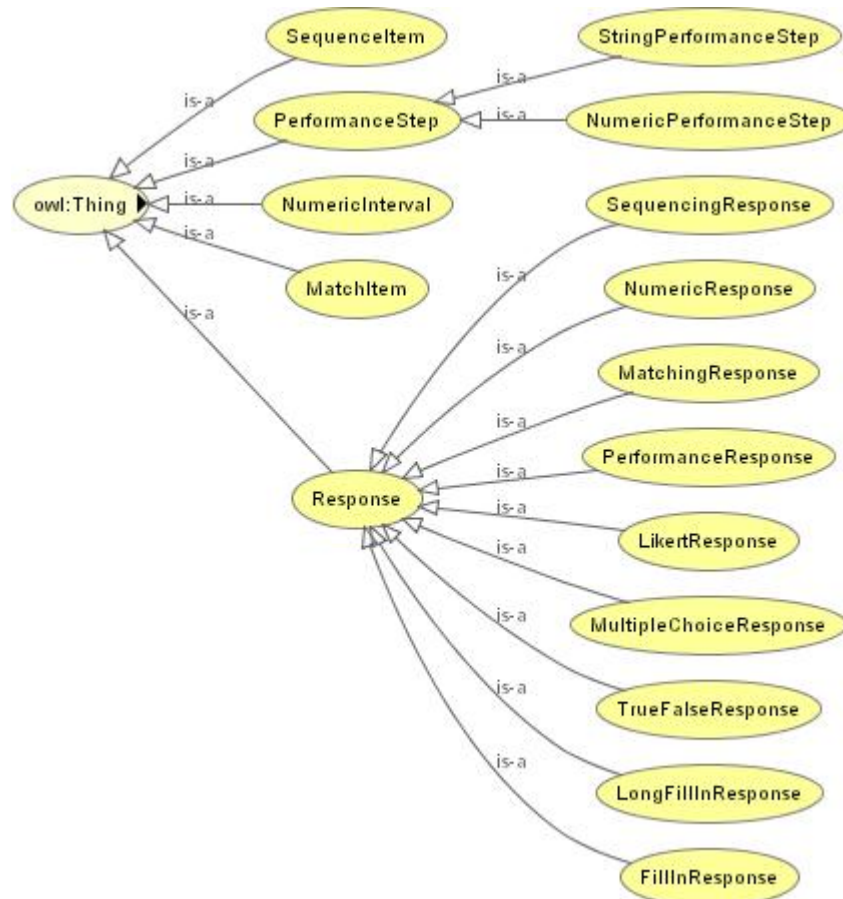 SequenceItem
StringPerformanceStep
is-a
is-a
PerformanceStep
is-a
NumericPerformanceStep
is-a
owl:Thing
is-a
NumericInterval
SequencingResponse
is-a
is-a
MatchItem
NumericResponse
is-a
is-a
MatchingResponse
is-a
PerformanceResponse
is-a
Response
is-a
LikertResponse
is-a
MultipleChoiceResponse
is-a
TrueFalseResponse
is-a
LongFillInResponse
is-a
FillInResponse